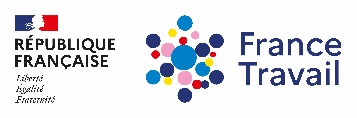 RÉPUBLIQUE
FRANÇAISE
Liberté
Égalité
Fraternité
France
Travail